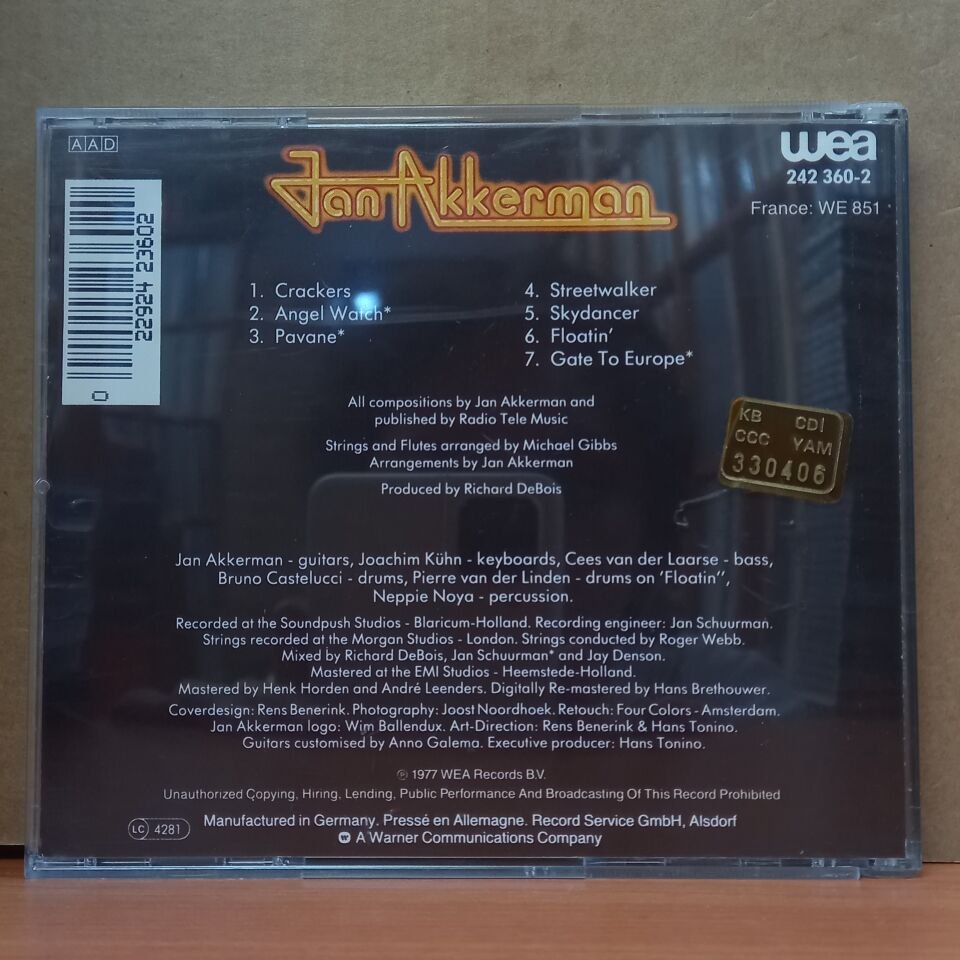 AAD
wea
242 360-2
France: WE 851
Jan Akkerman
0 22924 23602
1. Crackers
2. Angel Watch*
3. Pavane*
4. Streetwalker
5. Skydancer
6. Floatin'
7. Gate To Europe*
All compositions by Jan Akkerman and
published by Radio Tele Music
Strings and Flutes arranged by Michael Gibbs
Arrangements by Jan Akkerman
Produced by Richard DeBois
KB CDI
CCC YAM
330406
Jan Akkerman - guitars, Joachim Kühn - keyboards, Cees van der Laarse - bass,
Bruno Castelucci - drums, Pierre van der Linden - drums on 'Floatin'',
Neppie Noya - percussion.
Recorded at the Soundpush Studios - Blaricum-Holland. Recording engineer: Jan Schuurman.
Strings recorded at the Morgan Studios - London. Strings conducted by Roger Webb.
Mixed by Richard DeBois, Jan Schuurman* and Jay Denson.
Mastered at the EMI Studios - Heemstede-Holland.
Mastered by Henk Horden and André Leenders. Digitally Re-mastered by Hans Brethouwer.
Coverdesign: Rens Benerink. Photography: Joost Noordhoek. Retouch: Four Colors - Amsterdam.
Jan Akkerman logo: Wim Ballendux. Art-Direction: Rens Benerink & Hans Tonino.
Guitars customised by Anno Galema. Executive producer: Hans Tonino.
℗ 1977 WEA Records B.V.
Unauthorized Copying, Hiring, Lending, Public Performance And Broadcasting Of This Record Prohibited
LC 4281
Manufactured in Germany. Pressé en Allemagne. Record Service GmbH, Alsdorf
A Warner Communications Company